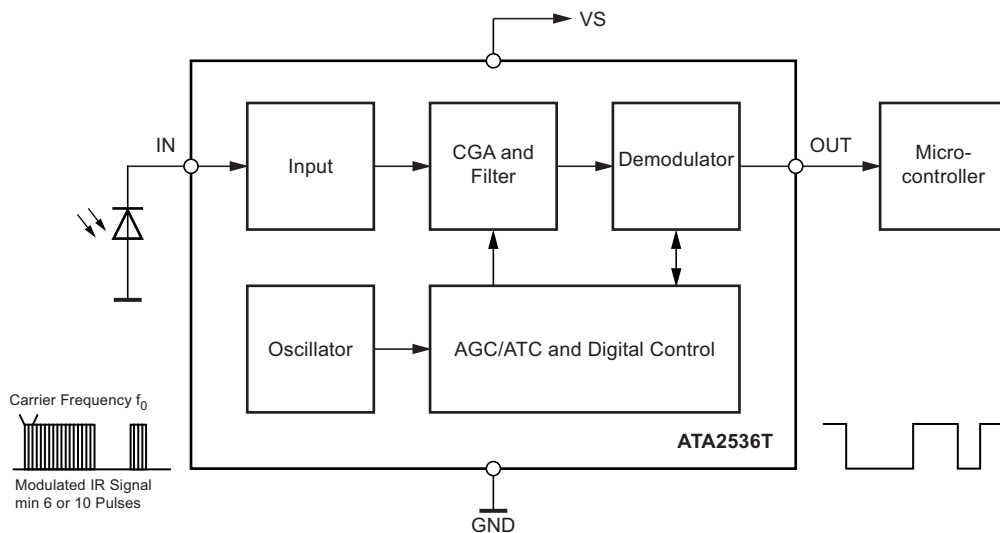 VS
IN
Input
CGA and
Filter
Demodulator
OUT
Micro-
controller
Oscillator
AGC/ATC and Digital Control
Carrier Frequency f0
ATA2536T
Modulated IR Signal
min 6 or 10 Pulses
GND